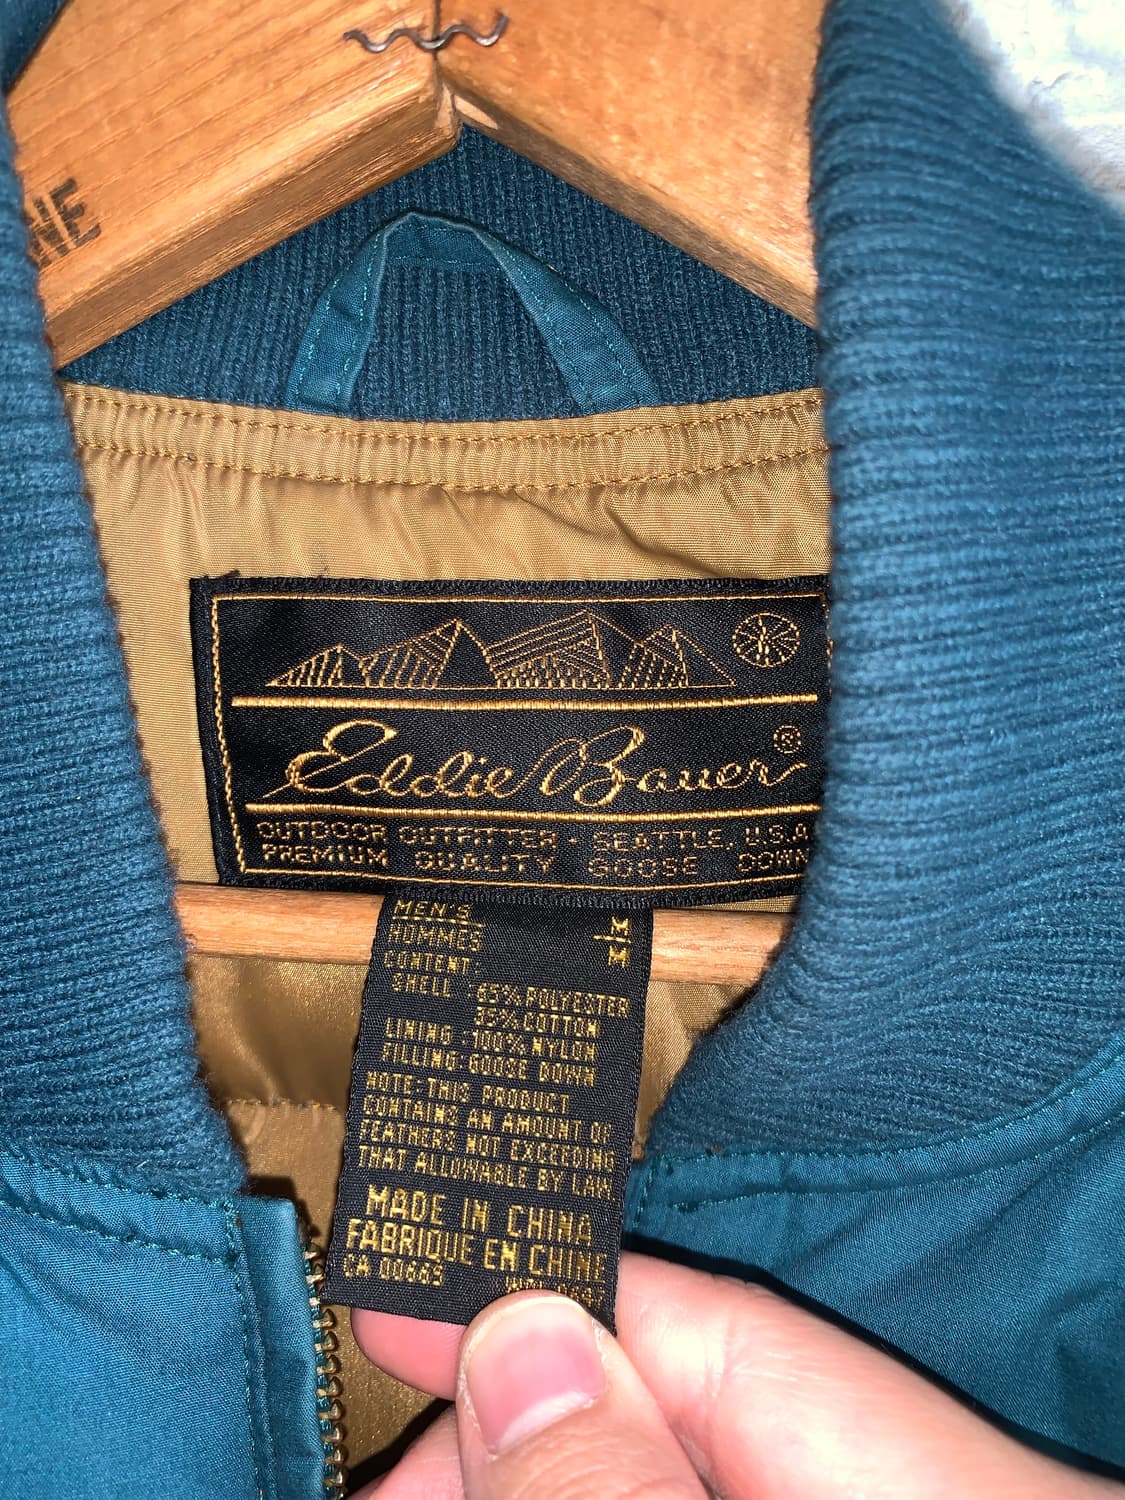 Eddie Bauer®
OUTDOOR OUTFITTER SEATTLE, U.S.A
PREMIUM QUALITY GOOSE DOWN
MEN'S M
HOMMES M
CONTENT:
SHELL : 65% POLYESTER
35% COTTON
LINING : 100% NYLON
FILLING: GOOSE DOWN
NOTE: THIS PRODUCT
CONTAINS AN AMOUNT OF
FEATHERS NOT EXCEEDING
THAT ALLOWABLE BY LAW
MADE IN CHINA
FABRIQUE EN CHINE
CA 00665